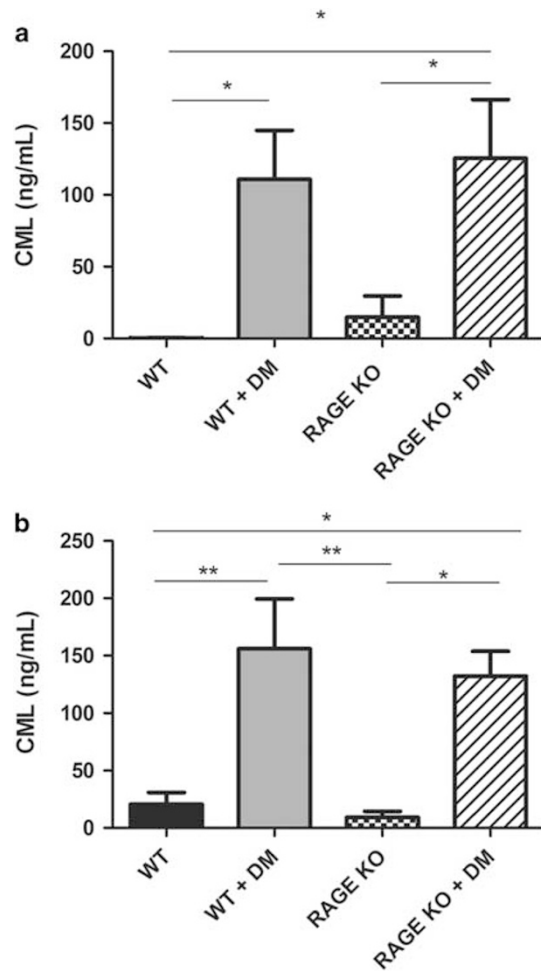 a
*
200
*
*
150
CML (ng/mL)
100
50
0
WT
WT + DM
RAGE KO
RAGE KO + DM
b
*
250
**
**
*
200
CML (ng/mL)
150
100
50
0
WT
WT + DM
RAGE KO
RAGE KO + DM